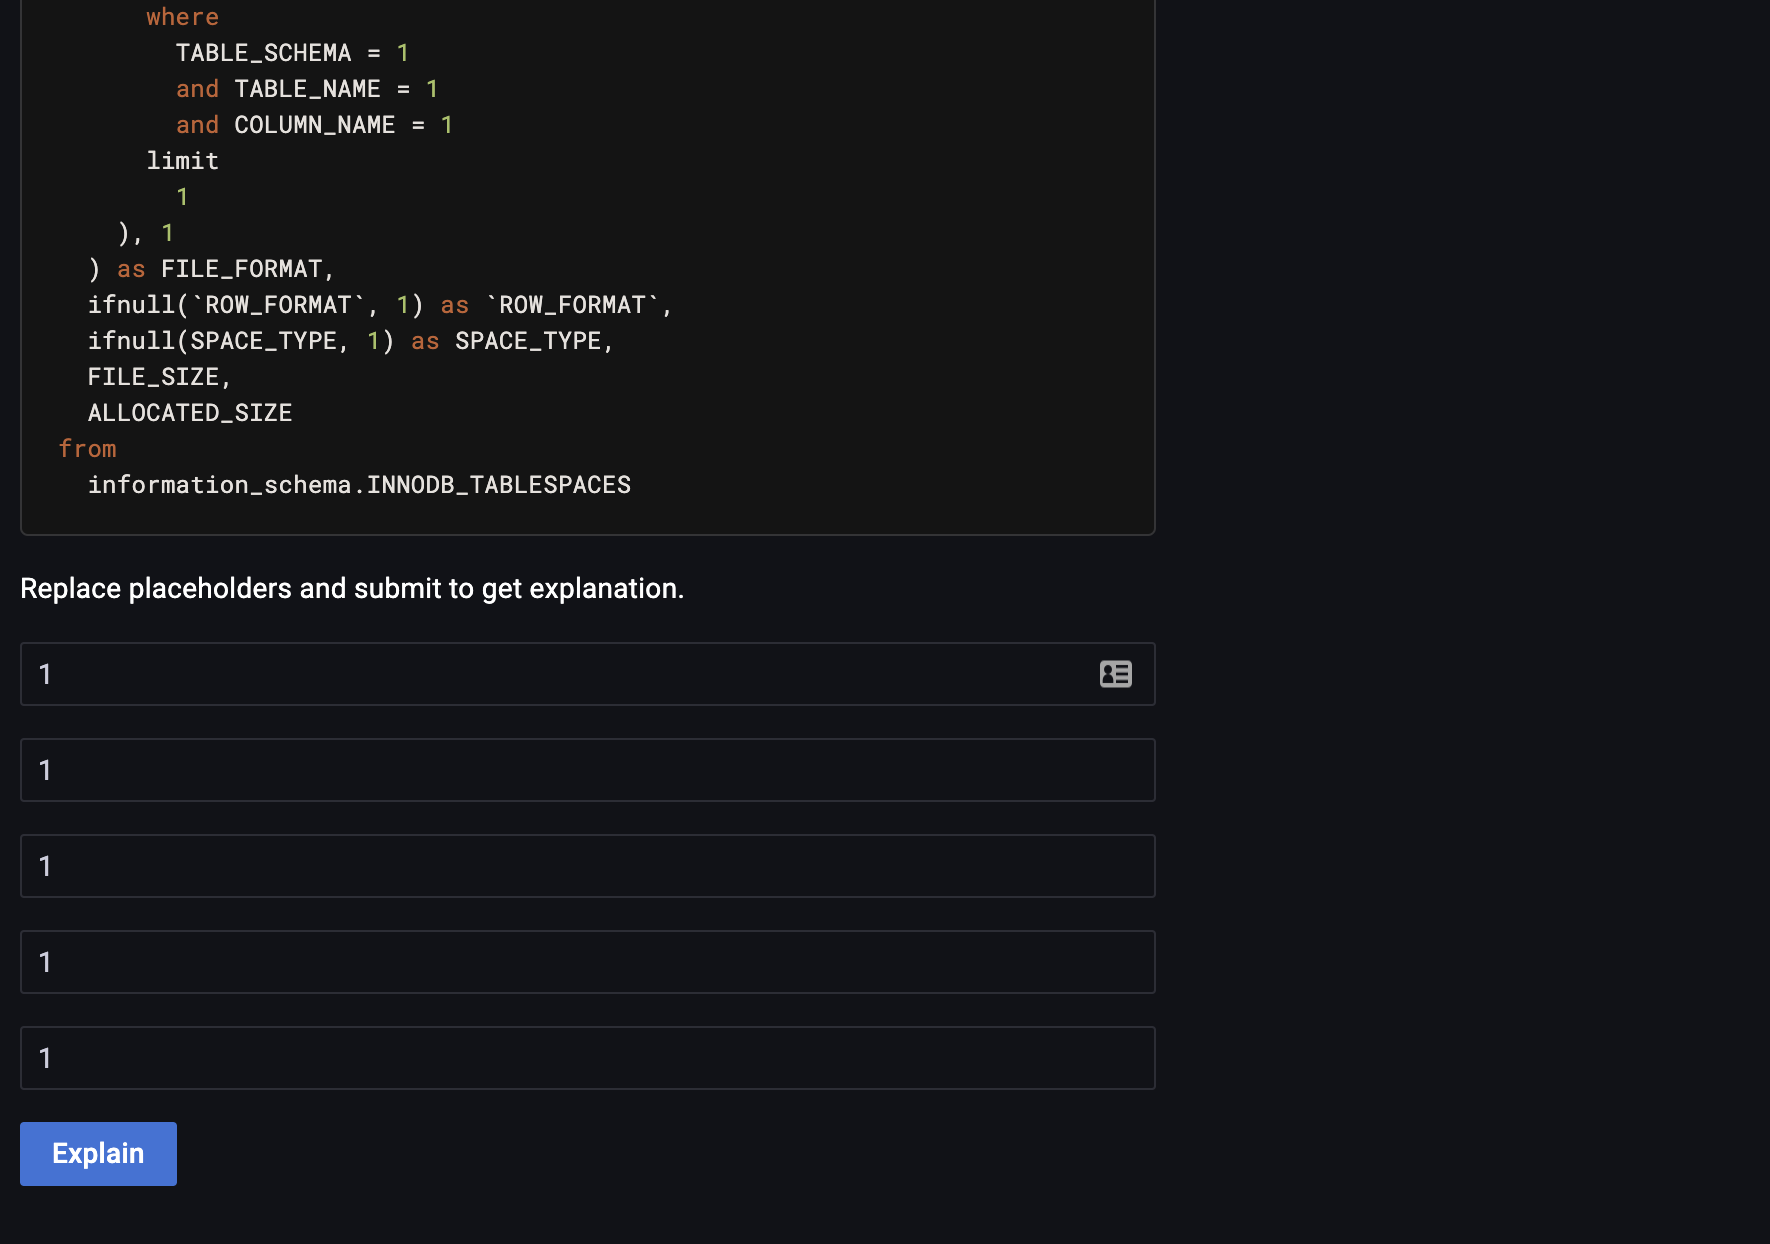 where
TABLE_SCHEMA = 1
and TABLE_NAME = 1
and COLUMN_NAME = 1
limit
1
), 1
) as FILE_FORMAT,
ifnull(`ROW_FORMAT`, 1) as `ROW_FORMAT`,
ifnull(SPACE_TYPE, 1) as SPACE_TYPE,
FILE_SIZE,
ALLOCATED_SIZE
from
information_schema.INNODB_TABLESPACES
Replace placeholders and submit to get explanation.
1
1
1
1
1
Explain